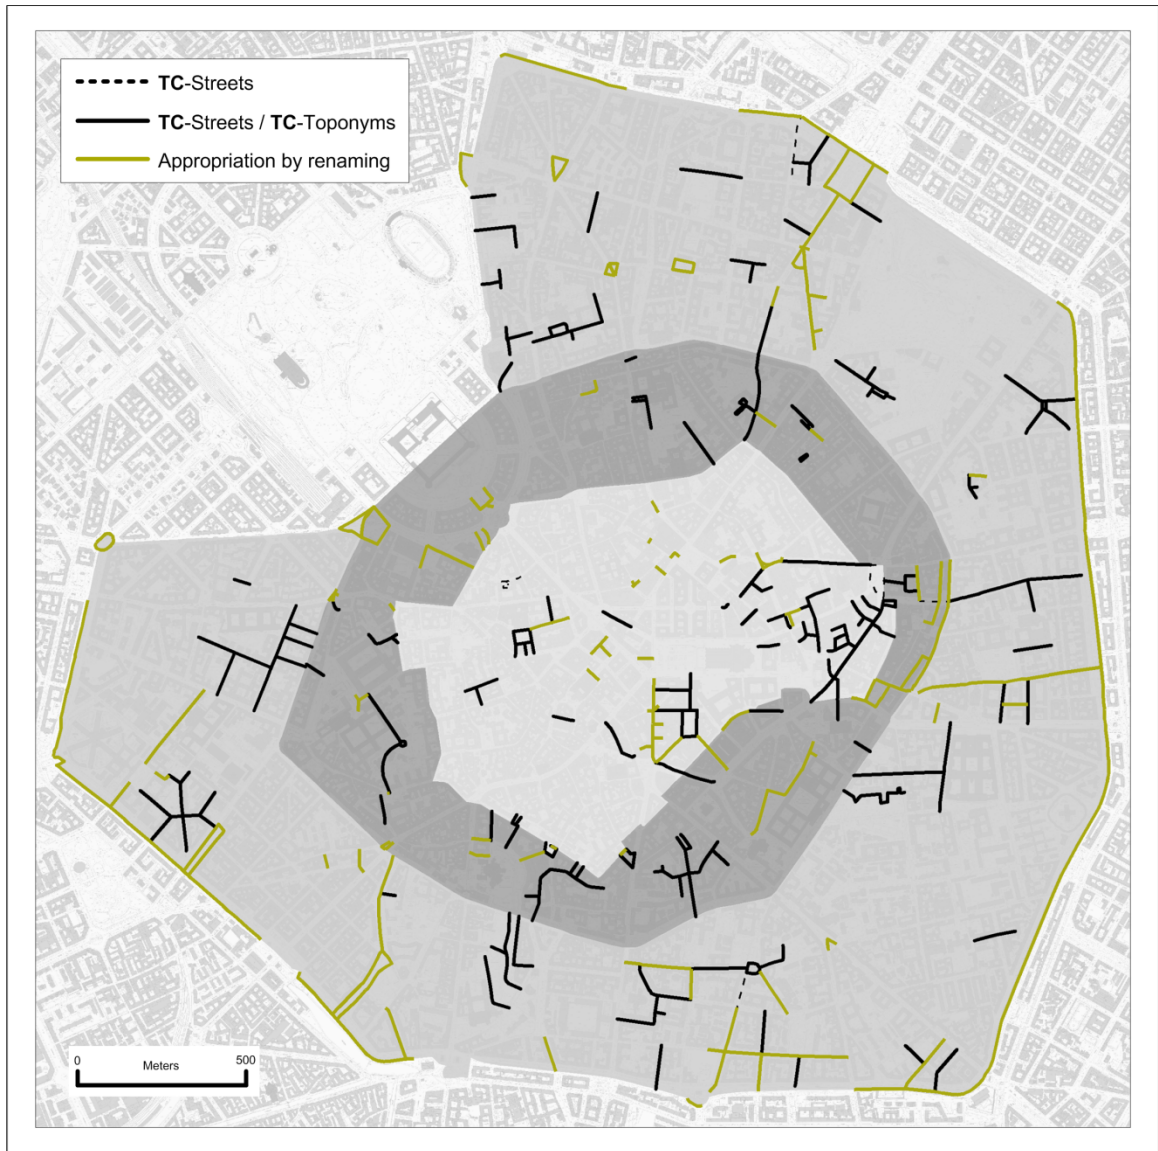 TC-Streets
TC-Streets / TC-Toponyms
Appropriation by renaming
0 Meters 500